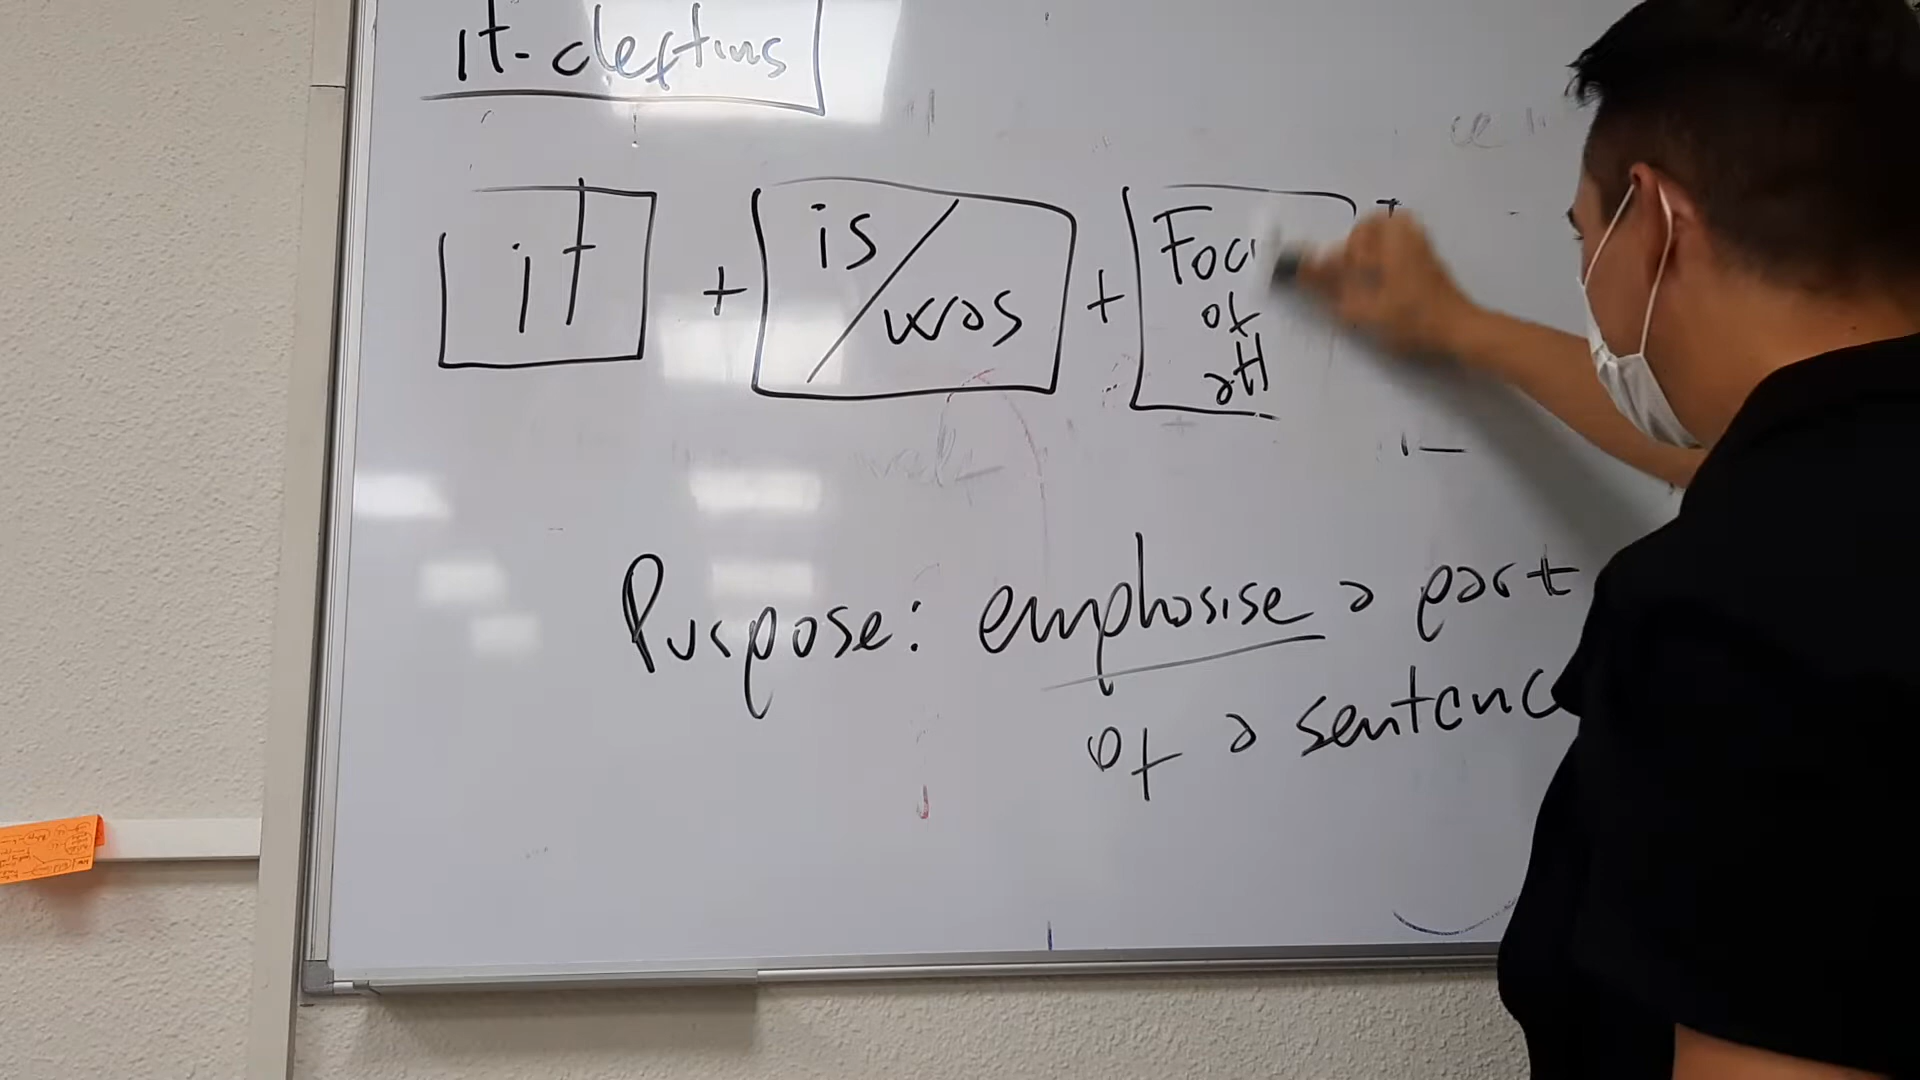 it-clefting
it + is/was + Foc
of
att
Purpose: emphasise a part
of a sentenc